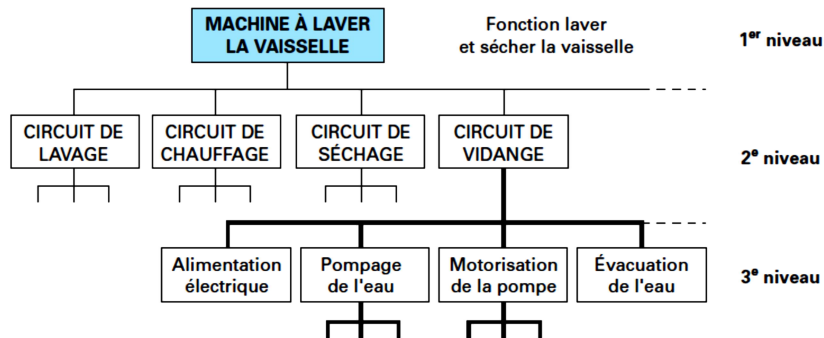 MACHINE À LAVER
LA VAISSELLE
Fonction laver
et sécher la vaisselle
1er niveau
CIRCUIT DE
LAVAGE
CIRCUIT DE
CHAUFFAGE
CIRCUIT DE
SÉCHAGE
CIRCUIT DE
VIDANGE
2e niveau
Alimentation
électrique
Pompage
de l'eau
Motorisation
de la pompe
Évacuation
de l'eau
3e niveau